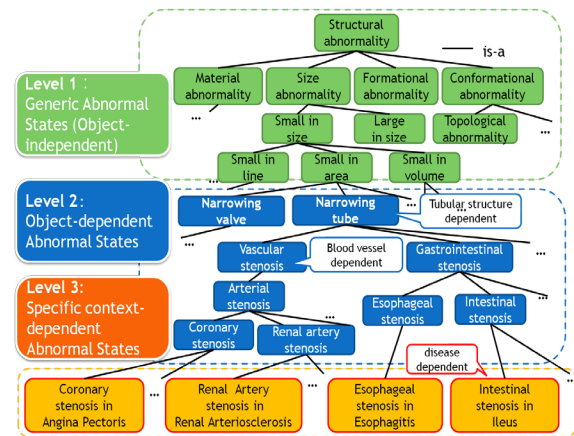 Structural
abnormality
is-a
Level 1：
Generic Abnormal
States (Object-
independent)
Material
abnormality
Size
abnormality
Formational
abnormality
Conformational
abnormality
...
Small in
size
Large
in size
Topological
abnormality
...
...
Small in
line
Small in
area
Small in
volume
Level 2:
Object-dependent
Abnormal States
Narrowing
valve
Narrowing
tube
...
...
Tubular structure
dependent
...
Vascular
stenosis
Blood vessel
dependent
Gastrointestinal
stenosis
...
Level 3:
Specific context-
dependent
Abnormal States
Arterial
stenosis
Esophageal
stenosis
Intestinal
stenosis
...
Coronary
stenosis
Renal artery
stenosis
...
disease
dependent
Coronary
stenosis in
Angina Pectoris
...
Renal Artery
stenosis in
Renal Arteriosclerosis
...
Esophageal
stenosis in
Esophagitis
Intestinal
stenosis in
Ileus
...